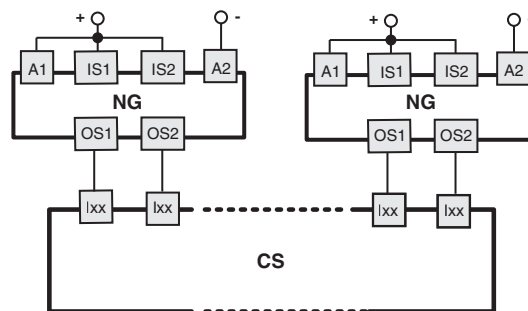 + - + -
A1 IS1 IS2 A2 A1 IS1 IS2 A2
NG NG
OS1 OS2 OS1 OS2
Ixx Ixx Ixx Ixx
CS